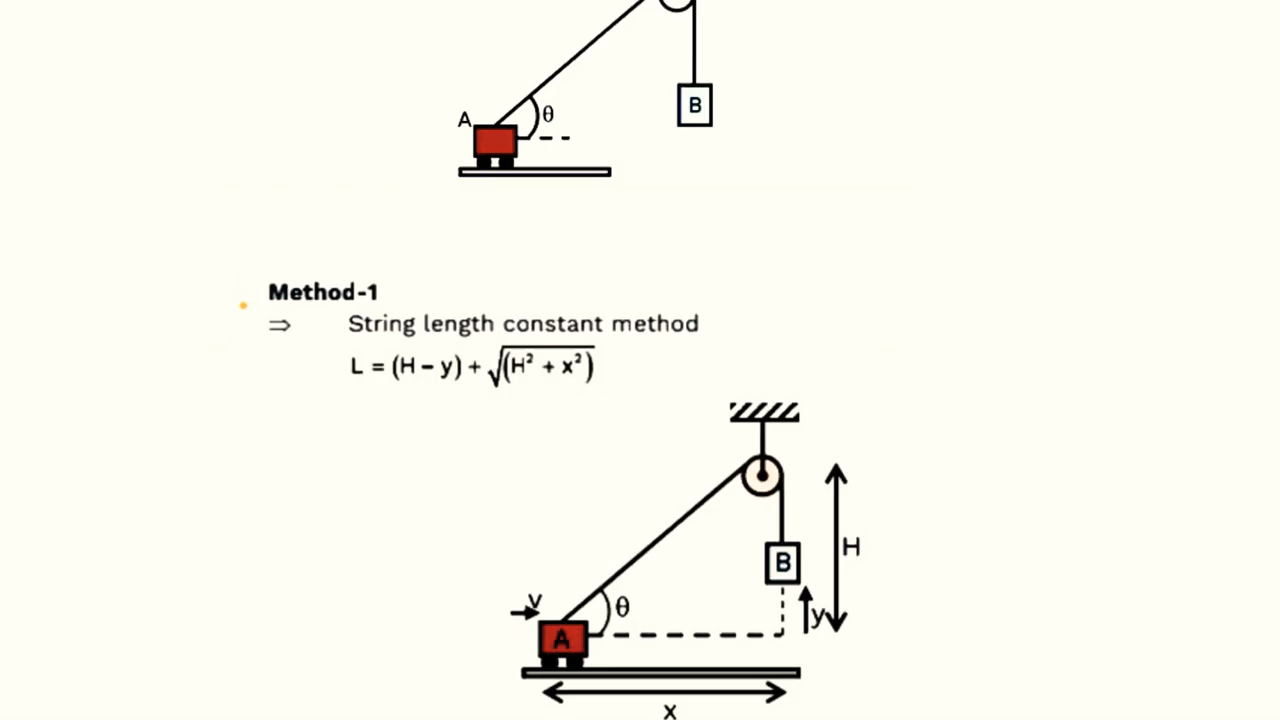 θ
A
B
Method-1
⇒ String length constant method
L = (H – y) + √(H² + x²)
B
H
v
θ
y
A
x